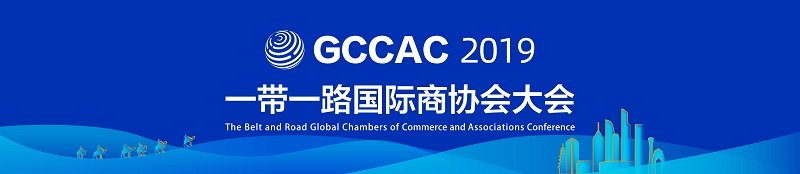 GCCAC 2019
一带一路国际商协会大会
The Belt and Road Global Chambers of Commerce and Associations Conference